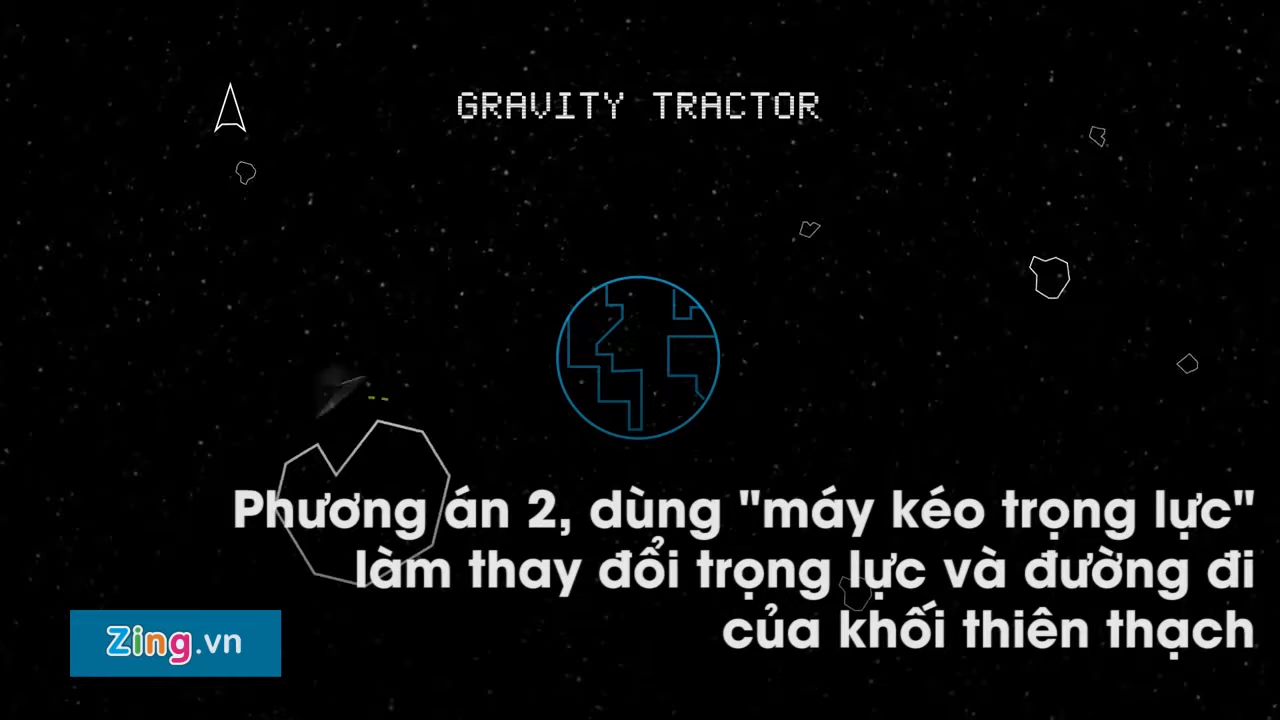 GRAVITY TRACTOR
Phương án 2, dùng "máy kéo trọng lực"
làm thay đổi trọng lực và đường đi
của khối thiên thạch
Zing.vn